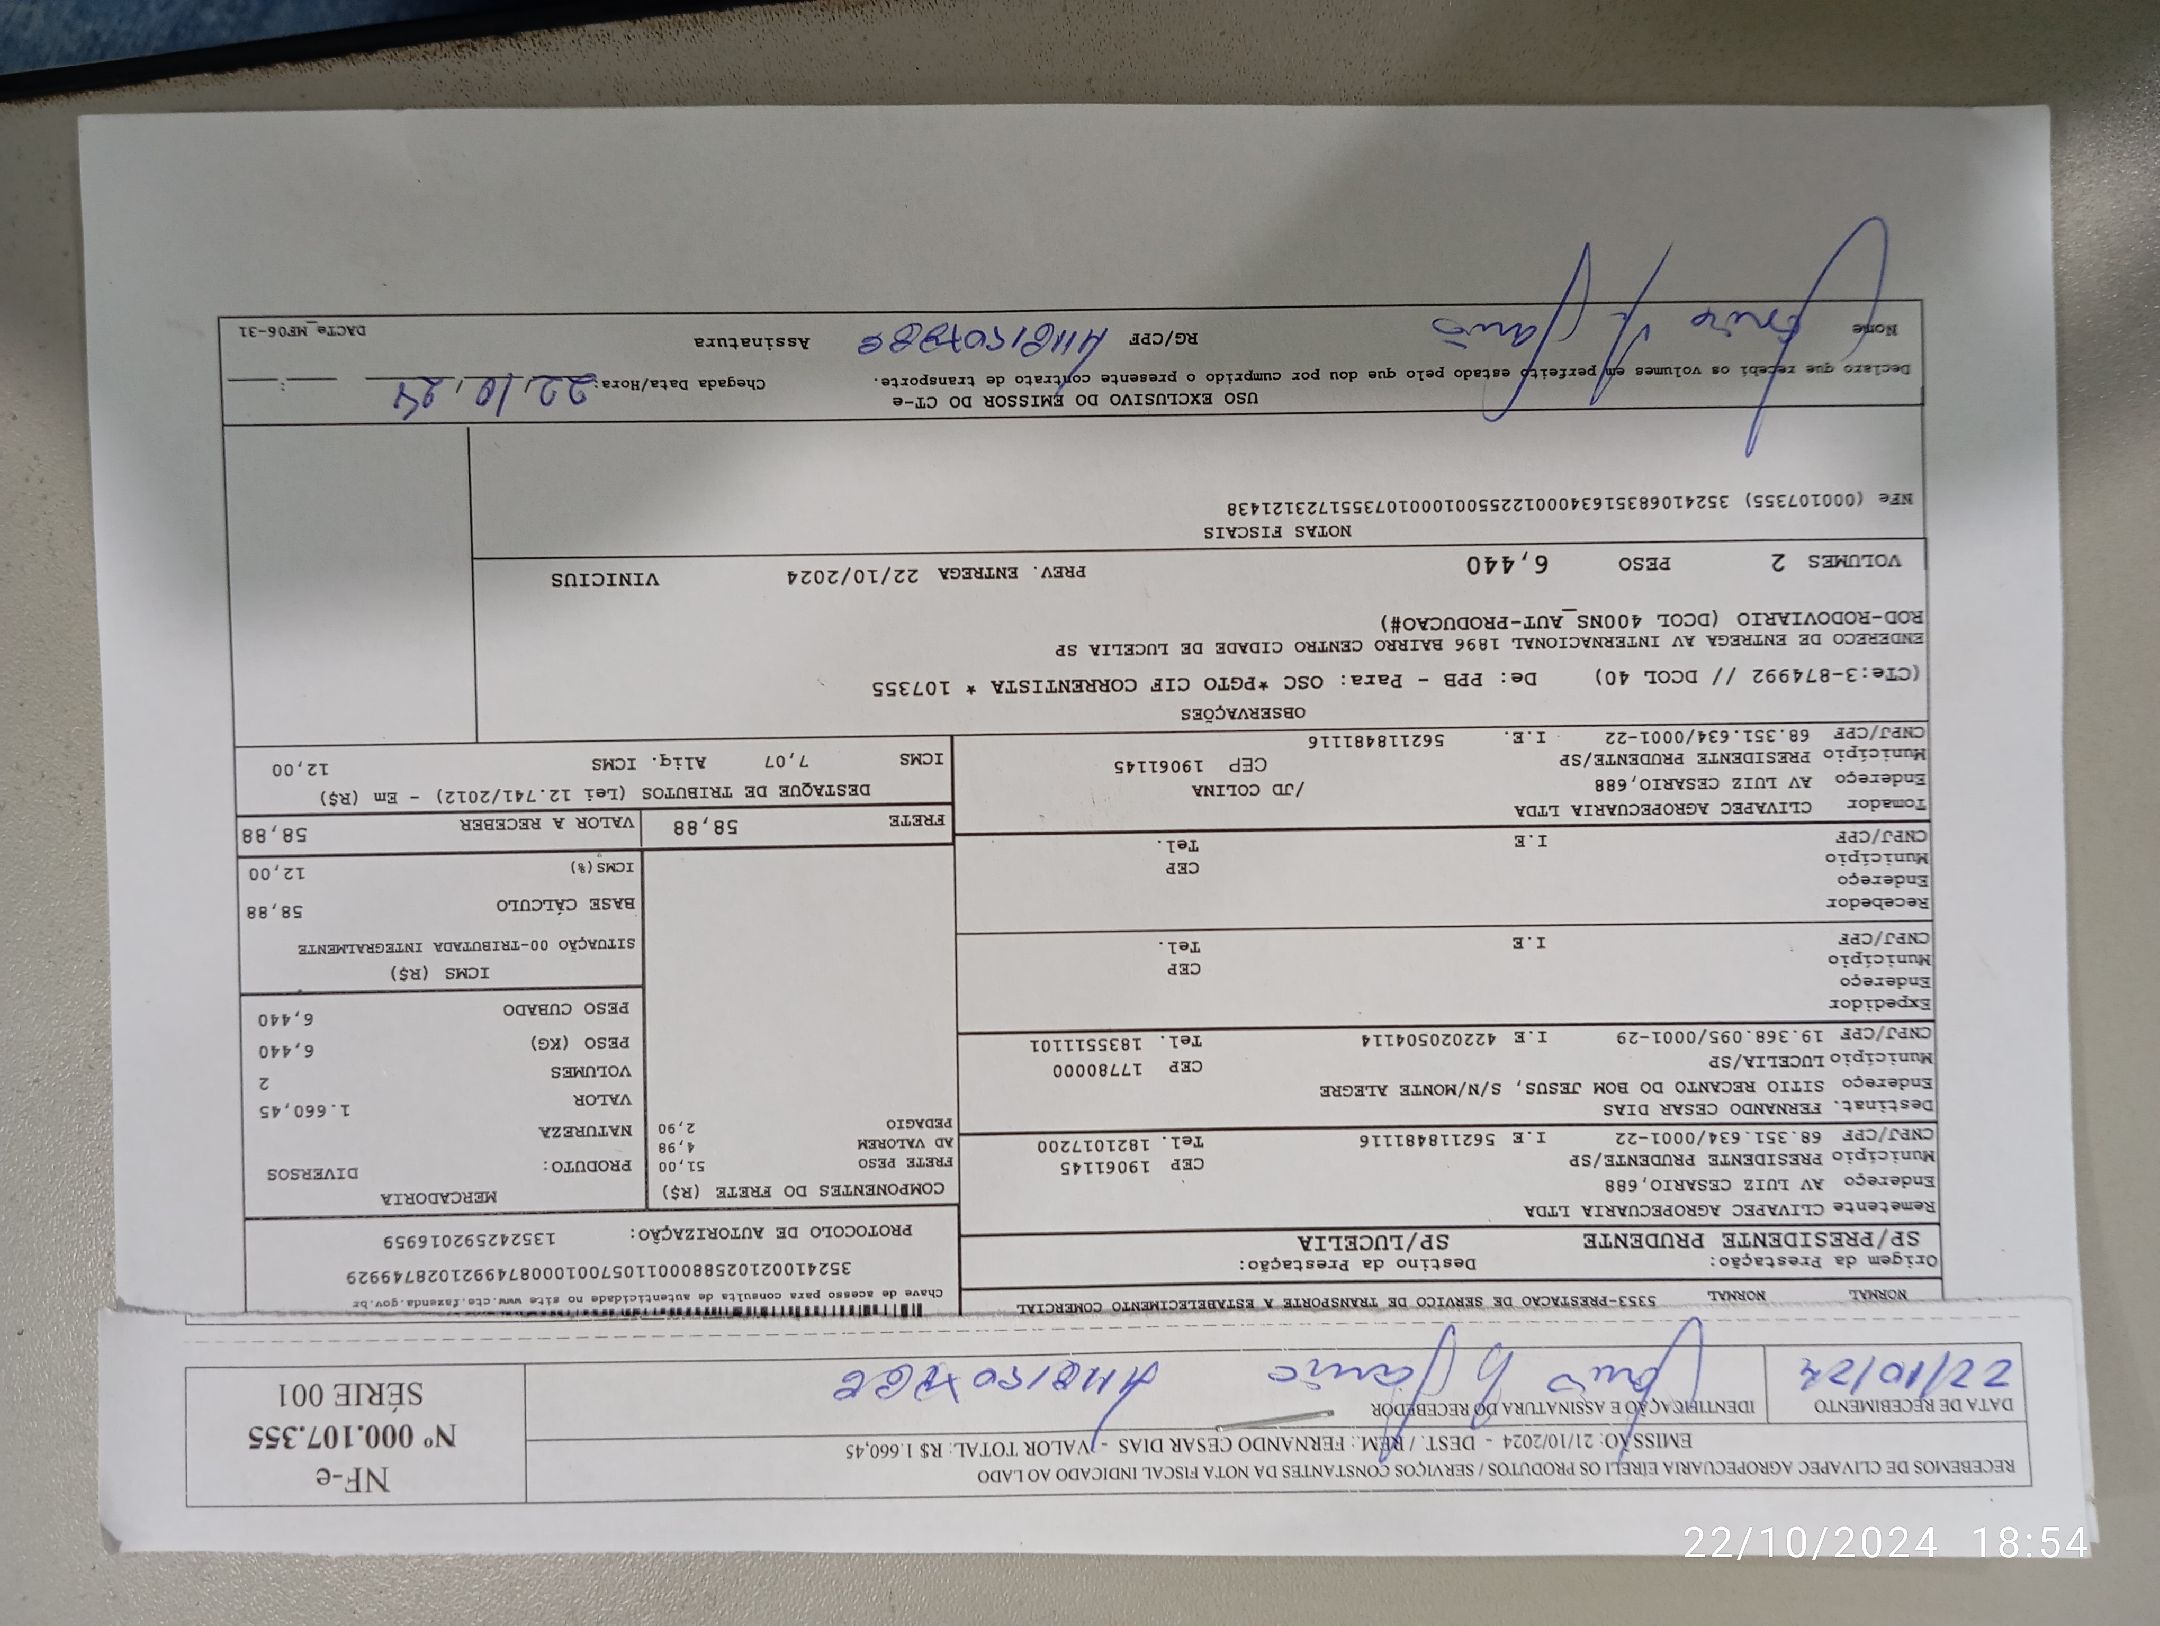 RECEBEMOS DE CLIVAPEC AGROPECUARIA EIRELI OS PRODUTOS / SERVIÇOS CONSTANTES DA NOTA FISCAL INDICADO AO LADO
EMISSÃO: 21/10/2024 - DEST. / REM.: FERNANDO CESAR DIAS - VALOR TOTAL: R$ 1.660,45
NF-e
Nº 000.107.355
SÉRIE 001
DATA DE RECEBIMENTO
22/10/24
IDENTIFICAÇÃO E ASSINATURA DO RECEBEDOR
NORMAL NORMAL 5353-PRESTACAO DE SERVICO DE TRANSPORTE A ESTABELECIMENTO COMERCIAL
Chave de acesso para consulta de autenticidade no site www.cte.fazenda.gov.br
35241002102588000110570010008749921028749929
PROTOCOLO DE AUTORIZAÇÃO: 135242592016959
Origem da Prestação: Destino da Prestação:
SP/PRESIDENTE PRUDENTE SP/LUCELIA
Remetente CLIVAPEC AGROPECUARIA LTDA
Endereço AV LUIZ CESARIO,688
Município PRESIDENTE PRUDENTE/SP CEP 19061145
CNPJ/CPF 68.351.634/0001-22 I.E 562118481116 Tel. 1821017200
Destinat. FERNANDO CESAR DIAS
Endereço SITIO RECANTO DO BOM JESUS, S/N/MONTE ALEGRE
Município LUCELIA/SP CEP 17780000
CNPJ/CPF 19.368.095/0001-29 I.E 42202050 4114 Tel. 1835511101
Expedidor
Endereço
Município CEP
CNPJ/CPF I.E Tel.
Recebedor
Endereço
Município CEP
CNPJ/CPF I.E Tel.
Tomador CLIVAPEC AGROPECUARIA LTDA
Endereço AV LUIZ CESARIO,688 /JD COLINA
Município PRESIDENTE PRUDENTE/SP CEP 19061145
CNPJ/CPF 68.351.634/0001-22 I.E. 562118481116
COMPONENTES DO FRETE (R$)
FRETE PESO 51,00
AD VALOREM 4,98
PEDAGIO 2,90
MERCADORIA
PRODUTO: DIVERSOS
NATUREZA
VALOR 1.660,45
VOLUMES 2
PESO (KG) 6,440
PESO CUBADO 6,440
ICMS (R$)
SITUAÇÃO 00-TRIBUTADA INTEGRALMENTE
BASE CÁLCULO 58,88
ICMS(%) 12,00
FRETE 58,88 VALOR A RECEBER 58,88
DESTAQUE DE TRIBUTOS (Lei 12.741/2012) - Em (R$)
ICMS 7,07 Aliq. ICMS 12,00
OBSERVAÇÕES
(CTe:3-874992 // DCOL 40) De: PPB - Para: OSC *PGTO CIF CORRENTISTA * 107355
ENDERECO DE ENTREGA AV INTERNACIONAL 1896 BAIRRO CENTRO CIDADE DE LUCELIA SP
ROD-RODOVIARIO (DCOL 400NS_AUT-PRODUCAO#)
VOLUMES 2 PESO 6,440 PREV. ENTREGA 22/10/2024 VINICIUS
NOTAS FISCAIS
NFe (000107355) 35241068351634000122550010001073551723121438
USO EXCLUSIVO DO EMISSOR DO CT-e
Declaro que recebi os volumes em perfeito estado pelo que dou por cumprido o presente contrato de transporte. Chegada Data/Hora: 22,10,24 :
Nome RG/CPF Assinatura
DACTe_MF06-31
22/10/2024 18:54